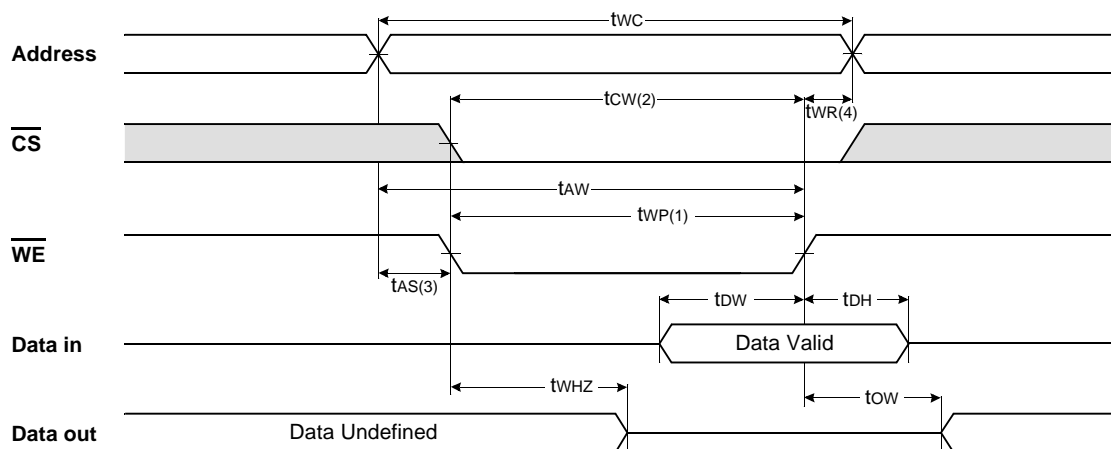 tWC
Address
tCW(2)
tWR(4)
CS
tAW
tWP(1)
WE
tAS(3)
tDW
tDH
Data in
Data Valid
tWHZ
tOW
Data out
Data Undefined